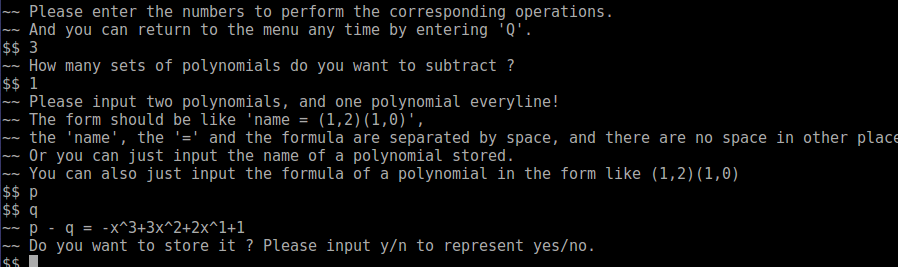 ~~ Please enter the numbers to perform the corresponding operations.
~~ And you can return to the menu any time by entering 'Q'.
$$ 3
~~ How many sets of polynomials do you want to subtract ?
$$ 1
~~ Please input two polynomials, and one polynomial everyline!
~~ The form should be like 'name = (1,2)(1,0)',
~~ the 'name', the '=' and the formula are separated by space, and there are no space in other place
~~ Or you can just input the name of a polynomial stored.
~~ You can also just input the formula of a polynomial in the form like (1,2)(1,0)
$$ p
$$ q
~~ p - q = -x^3+3x^2+2x^1+1
~~ Do you want to store it ? Please input y/n to represent yes/no.
$$